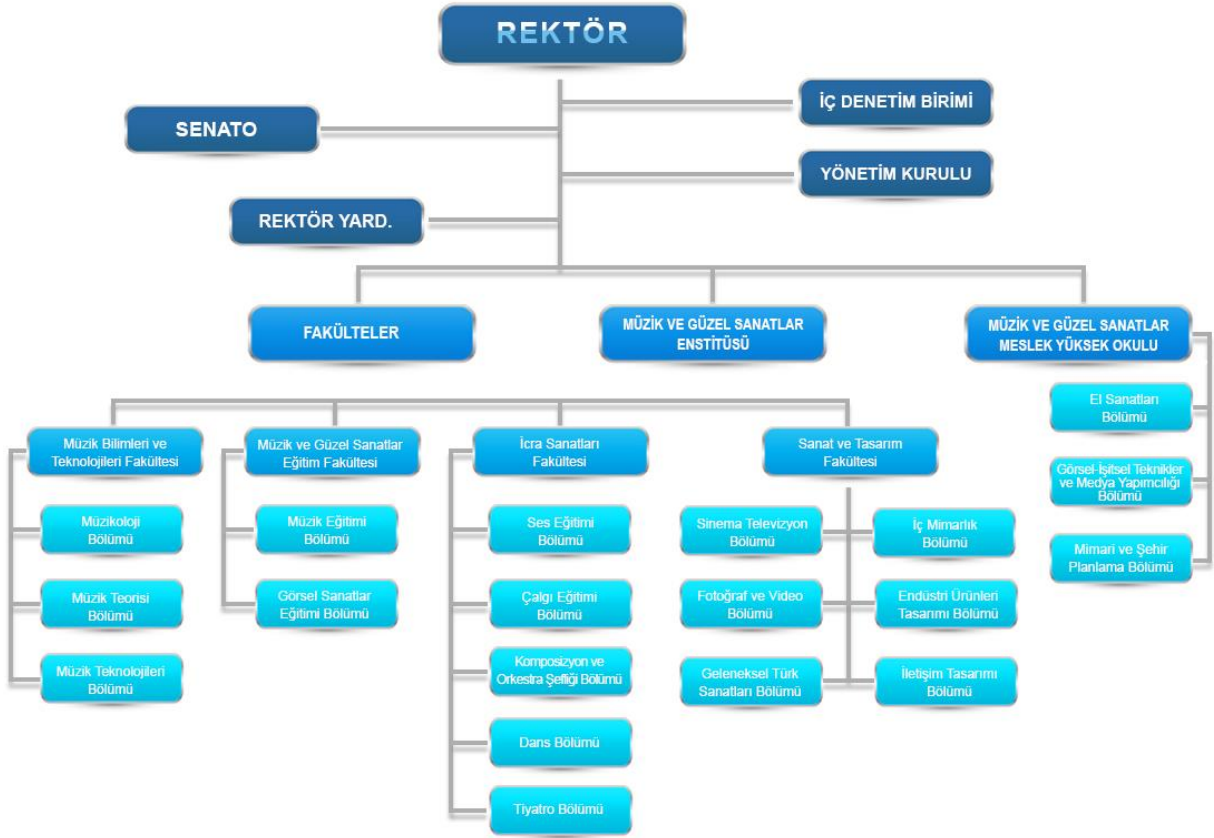 REKTÖR
İÇ DENETİM BİRİMİ
SENATO
YÖNETİM KURULU
REKTÖR YARD.
FAKÜLTELER
MÜZİK VE GÜZEL SANATLAR
ENSTİTÜSÜ
MÜZİK VE GÜZEL SANATLAR
MESLEK YÜKSEK OKULU
El Sanatları
Bölümü
Görsel-İşitsel Teknikler
ve Medya Yapımcılığı
Bölümü
Mimari ve Şehir
Planlama Bölümü
Müzik Bilimleri ve
Teknolojileri Fakültesi
Müzikoloji
Bölümü
Müzik Teorisi
Bölümü
Müzik Teknolojileri
Bölümü
Müzik ve Güzel Sanatlar
Eğitim Fakültesi
Müzik Eğitimi
Bölümü
Görsel Sanatlar
Eğitimi Bölümü
İcra Sanatları
Fakültesi
Ses Eğitimi
Bölümü
Çalgı Eğitimi
Bölümü
Kompozisyon ve
Orkestra Şefliği Bölümü
Dans Bölümü
Tiyatro Bölümü
Sanat ve Tasarım
Fakültesi
Sinema Televizyon
Bölümü
İç Mimarlık
Bölümü
Fotoğraf ve Video
Bölümü
Endüstri Ürünleri
Tasarımı Bölümü
Geleneksel Türk
Sanatları Bölümü
İletişim Tasarımı
Bölümü